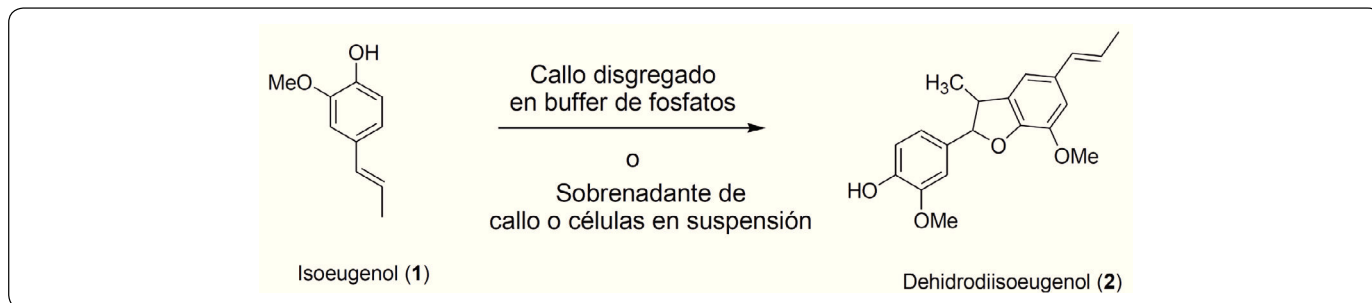 OH
MeO
Isoeugenol (1)
Callo disgregado
en buffer de fosfatos
o
Sobrenadante de
callo o células en suspensión
H₃C
O
OMe
HO
OMe
Dehidrodiisoeugenol (2)